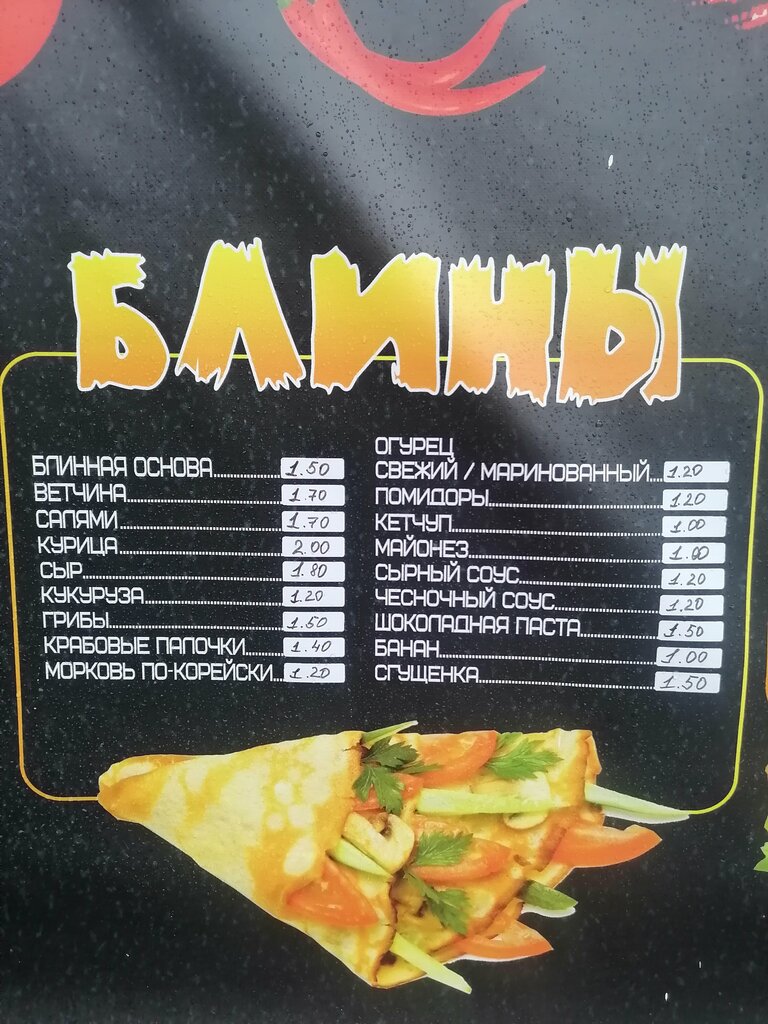 БЛИНЫ
БЛИННАЯ ОСНОВА 1.50
ВЕТЧИНА 1.70
САЛЯМИ 1.70
КУРИЦА 2.00
СЫР 1.80
КУКУРУЗА 1.20
ГРИБЫ 1.50
КРАБОВЫЕ ПАЛОЧКИ 1.40
МОРКОВЬ ПО-КОРЕЙСКИ 1.20
ОГУРЕЦ
СВЕЖИЙ / МАРИНОВАННЫЙ 1.20
ПОМИДОРЫ 1.20
КЕТЧУП 1.00
МАЙОНЕЗ 1.00
СЫРНЫЙ СОУС 1.20
ЧЕСНОЧНЫЙ СОУС 1.20
ШОКОЛАДНАЯ ПАСТА 1.50
БАНАН 1.00
СГУЩЕНКА 1.50